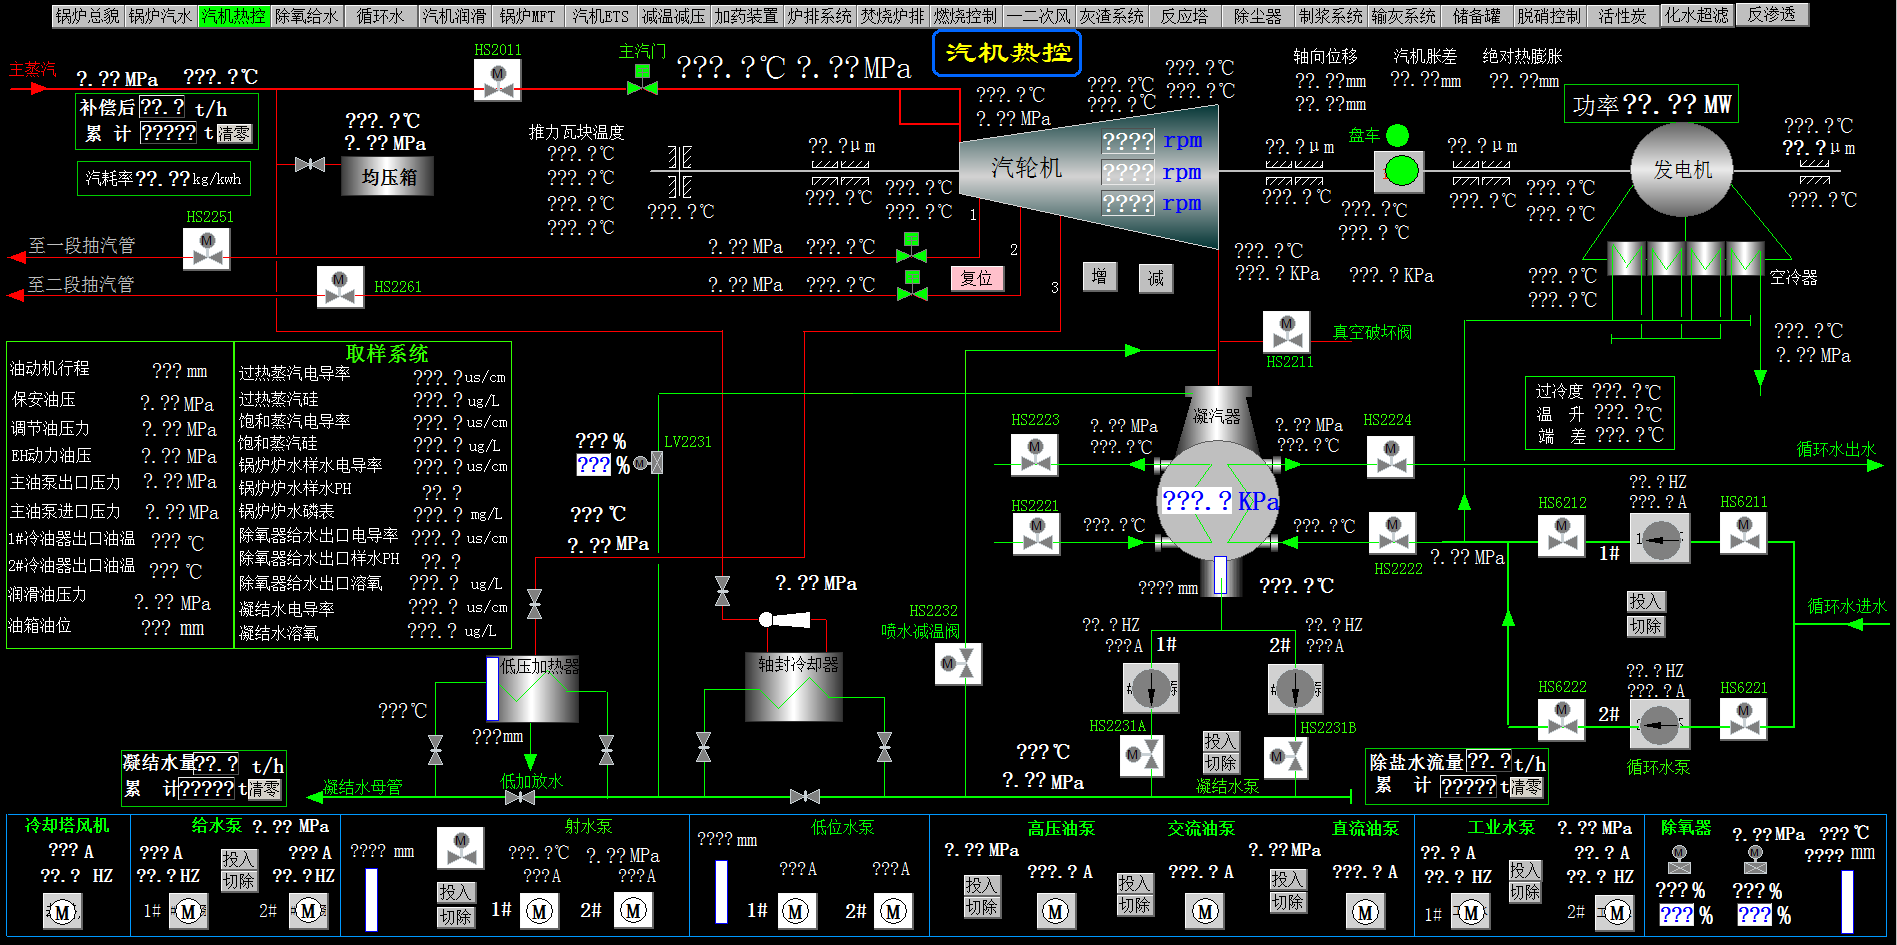 锅炉总貌 锅炉汽水 汽机热控 除氧给水 循环水 汽机润滑 锅炉MFT 汽机ETS 减温减压 加药装置 炉排系统 焚烧炉排 燃烧控制 一二次风 灰渣系统 反应塔 除尘器 制浆系统 输灰系统 储备罐 脱硝控制 活性炭 化水超滤 反渗透
汽机热控
主蒸汽 ?.??MPa ???.?℃
HS2011
主汽门
???.?℃ ?.??MPa
补偿后 ??.? t/h
累 计 ????? t 清零
汽耗率??.??kg/kwh
???.?℃
?.??MPa
均压箱
推力瓦块温度
???.?℃
???.?℃
???.?℃
???.?℃
???.?℃
??.?μm
???.?℃
???.?℃
???.?℃
???.?℃
???.?℃
?.??MPa
???.?℃
???.?℃
???.?℃
???.?℃
汽轮机
???? rpm
???? rpm
???? rpm
轴向位移
??.??mm
??.??mm
汽机胀差
??.??mm
绝对热膨胀
??.??mm
??.?μm
???.?℃
盘车
???.?℃
???.?℃
??.?μm
???.?℃
???.?℃
???.?℃
功率??.??MW
发电机
???.?℃
??.?μm
???.?℃
???.?℃
???.?℃
空冷器
???.?℃
?.??MPa
HS2251
至一段抽汽管
HS2261
至二段抽汽管
?.??MPa ???.?℃
?.??MPa ???.?℃
1
2
3
复位
增
减
???.?℃
???.?KPa
???.?KPa
真空破坏阀
HS2211
油动机行程 ??? mm
保安油压 ?.??MPa
调节油压力 ?.??MPa
EH动力油压 ?.??MPa
主油泵出口压力 ?.??MPa
主油泵进口压力 ?.??MPa
1#冷油器出口油温 ??? ℃
2#冷油器出口油温 ??? ℃
润滑油压力 ?.??MPa
油箱油位 ??? mm
取样系统
过热蒸汽电导率 ???.?us/cm
过热蒸汽硅 ???.? ug/L
饱和蒸汽电导率 ???.?us/cm
饱和蒸汽硅 ???.? ug/L
锅炉炉水样水电导率 ???.?us/cm
锅炉炉水样水PH ??.?
锅炉炉水磷表 ???.? mg/L
除氧器给水出口电导率 ???.?us/cm
除氧器给水出口样水PH ??.?
除氧器给水出口溶氧 ???.? ug/L
凝结水电导率 ???.? us/cm
凝结水溶氧 ???.? ug/L
???%
???%
LV2231
??? ℃
?.??MPa
?.??MPa
凝汽器
???.?KPa
HS2223
?.??MPa
???.?℃
?.??MPa
???.?℃
HS2224
HS2221
???.?℃
???.?℃
HS2222
?.??MPa
????mm
???.?℃
过冷度 ???.?℃
温 升 ???.?℃
端 差 ???.?℃
循环水出水
循环水进水
??.?HZ
???.?A
HS6212
HS6211
1#
投入
切除
??.?HZ
???.?A
HS6222
HS6221
2#
循环水泵
HS2232
喷水减温阀
??.?HZ
???A
1#
??.?HZ
???A
2#
HS2231A
HS2231B
投入
切除
凝结水泵
???℃
?.??MPa
低压加热器
???℃
???mm
低加放水
轴封冷却器
凝结水量??.? t/h
累 计????? t 清零
凝结水母管
除盐水流量??.? t/h
累 计 ????? t 清零
冷却塔风机
???A
??.? HZ
M
给水泵 ?.??MPa
???A
??.?HZ
1# M
投入
切除
???A
??.?HZ
2# M
???? mm
射水泵
投入
切除
???.?℃
???A
1# M
?.??MPa
???A
2# M
????mm
低位水泵
???A
1# M
???A
2# M
高压油泵
?.??MPa
???.?A
投入
切除
M
交流油泵
???.?A
投入
切除
M
直流油泵
?.??MPa
???.?A
投入
切除
M
工业水泵 ?.??MPa
??.?A
??.?HZ
1# M
投入
切除
??.?A
??.?HZ
2# M
除氧器
???%
???%
?.??MPa
???%
???%
???℃
????mm